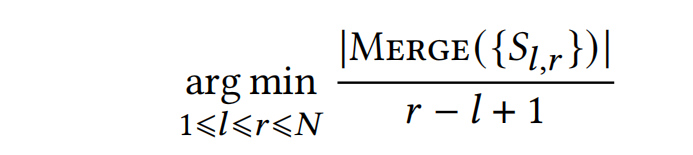 arg min |MERGE({S_{l,r}})| / (r − l + 1)
1⩽l⩽r⩽N